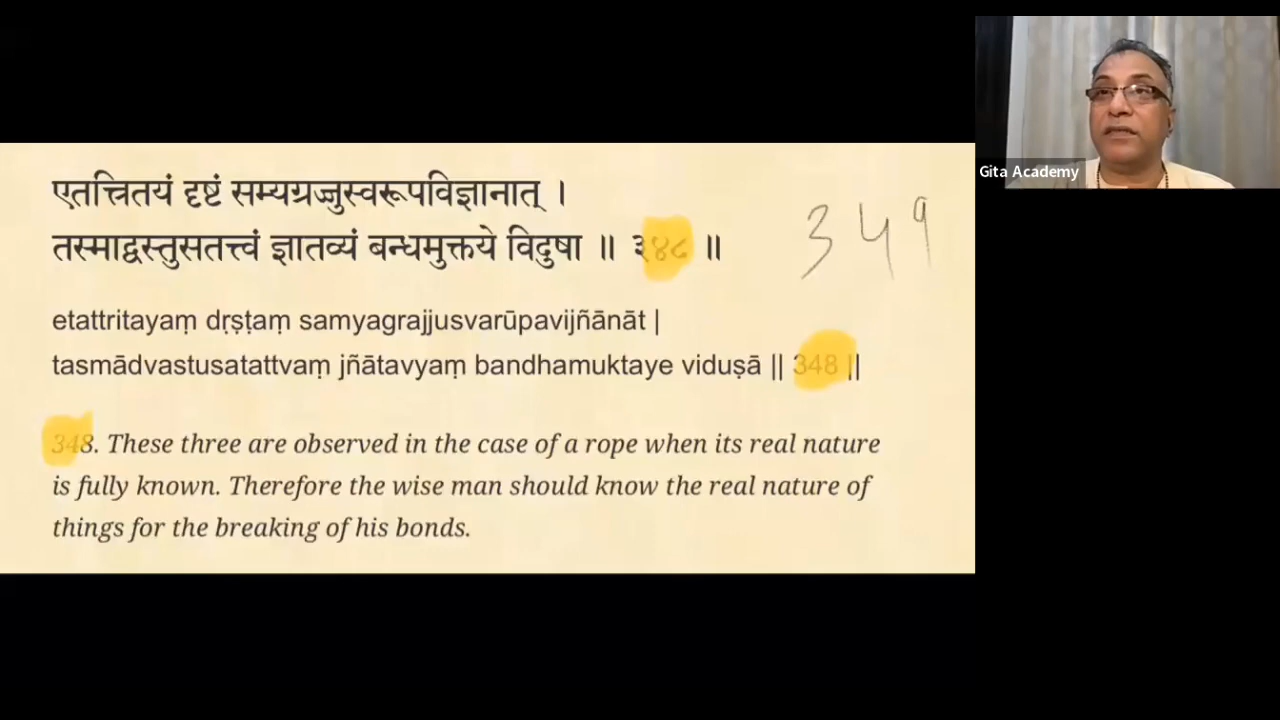 एतत्त्रितयं दृष्टं सम्यग्रज्जुस्वरूपविज्ञानात् ।
तस्माद्वस्तुसतत्त्वं ज्ञातव्यं बन्धमुक्तये विदुषा ॥ ३४८ ॥
349
etattritayaṃ dṛṣṭaṃ samyagrajjusvarūpavijñānāt |
tasmādvastusatattvaṃ jñātavyaṃ bandhamuktaye viduṣā || 348 ||
348. These three are observed in the case of a rope when its real nature
is fully known. Therefore the wise man should know the real nature of
things for the breaking of his bonds.
Gita Academy